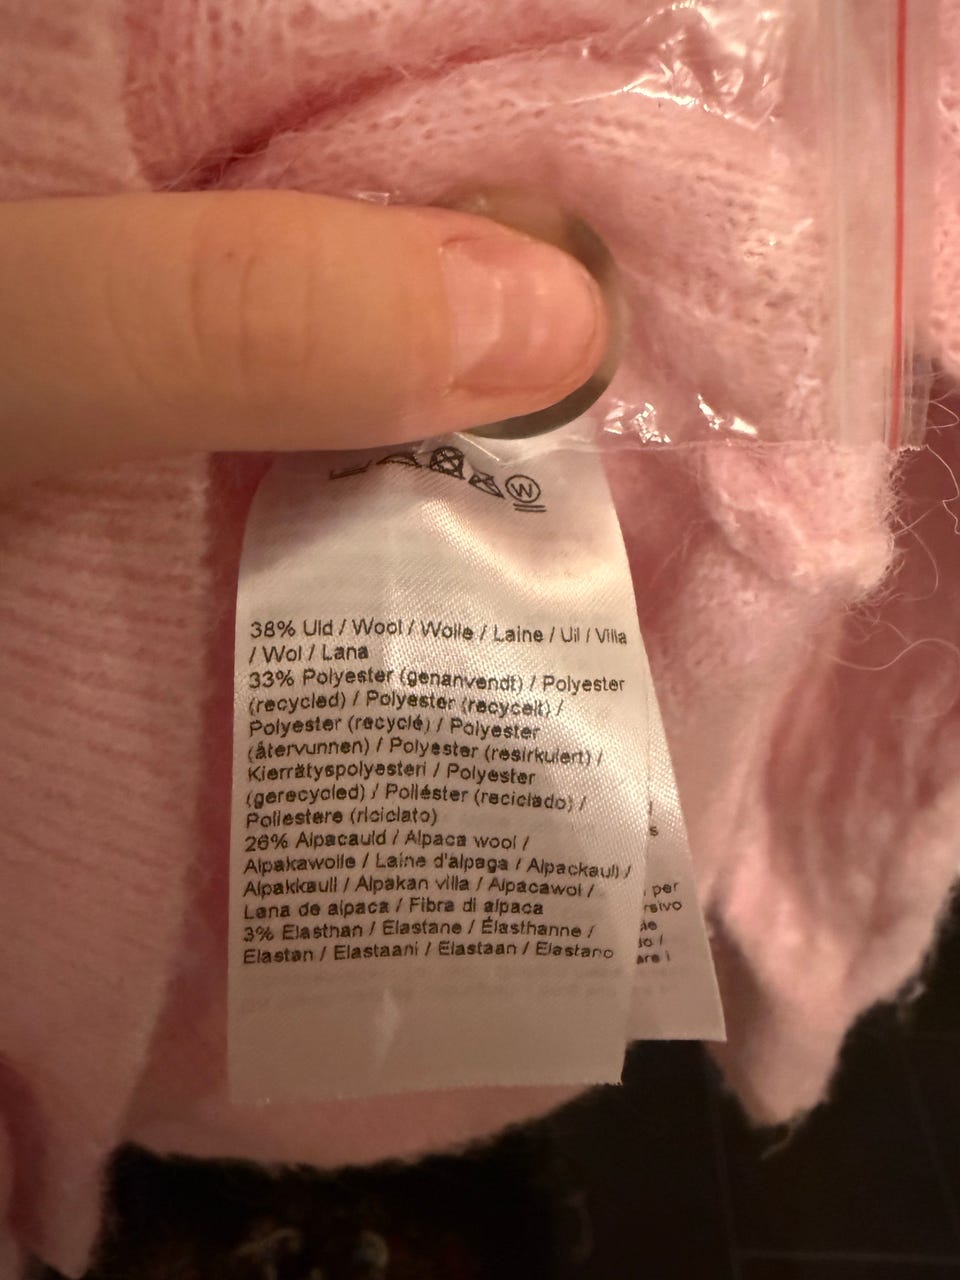 W
38% Uld / Wool / Wolle / Laine / Ull / Villa
/ Wol / Lana
33% Polyester (genanvendt) / Polyester
(recycled) / Polyester (recycelt) /
Polyester (recyclé) / Polyester
(återvunnen) / Polyester (resirkulert) /
Kierrätyspolyesteri / Polyester
(gerecycled) / Poliéster (reciclado) /
Poliestere (riciclato)
26% Alpacauld / Alpaca wool /
Alpakawolle / Laine d'alpaga / Alpackaull /
Alpakkaull / Alpakan villa / Alpacawol /
Lana de alpaca / Fibra di alpaca
3% Elasthan / Elastane / Élasthanne /
Elastan / Elastaani / Elastaan / Elastano
per